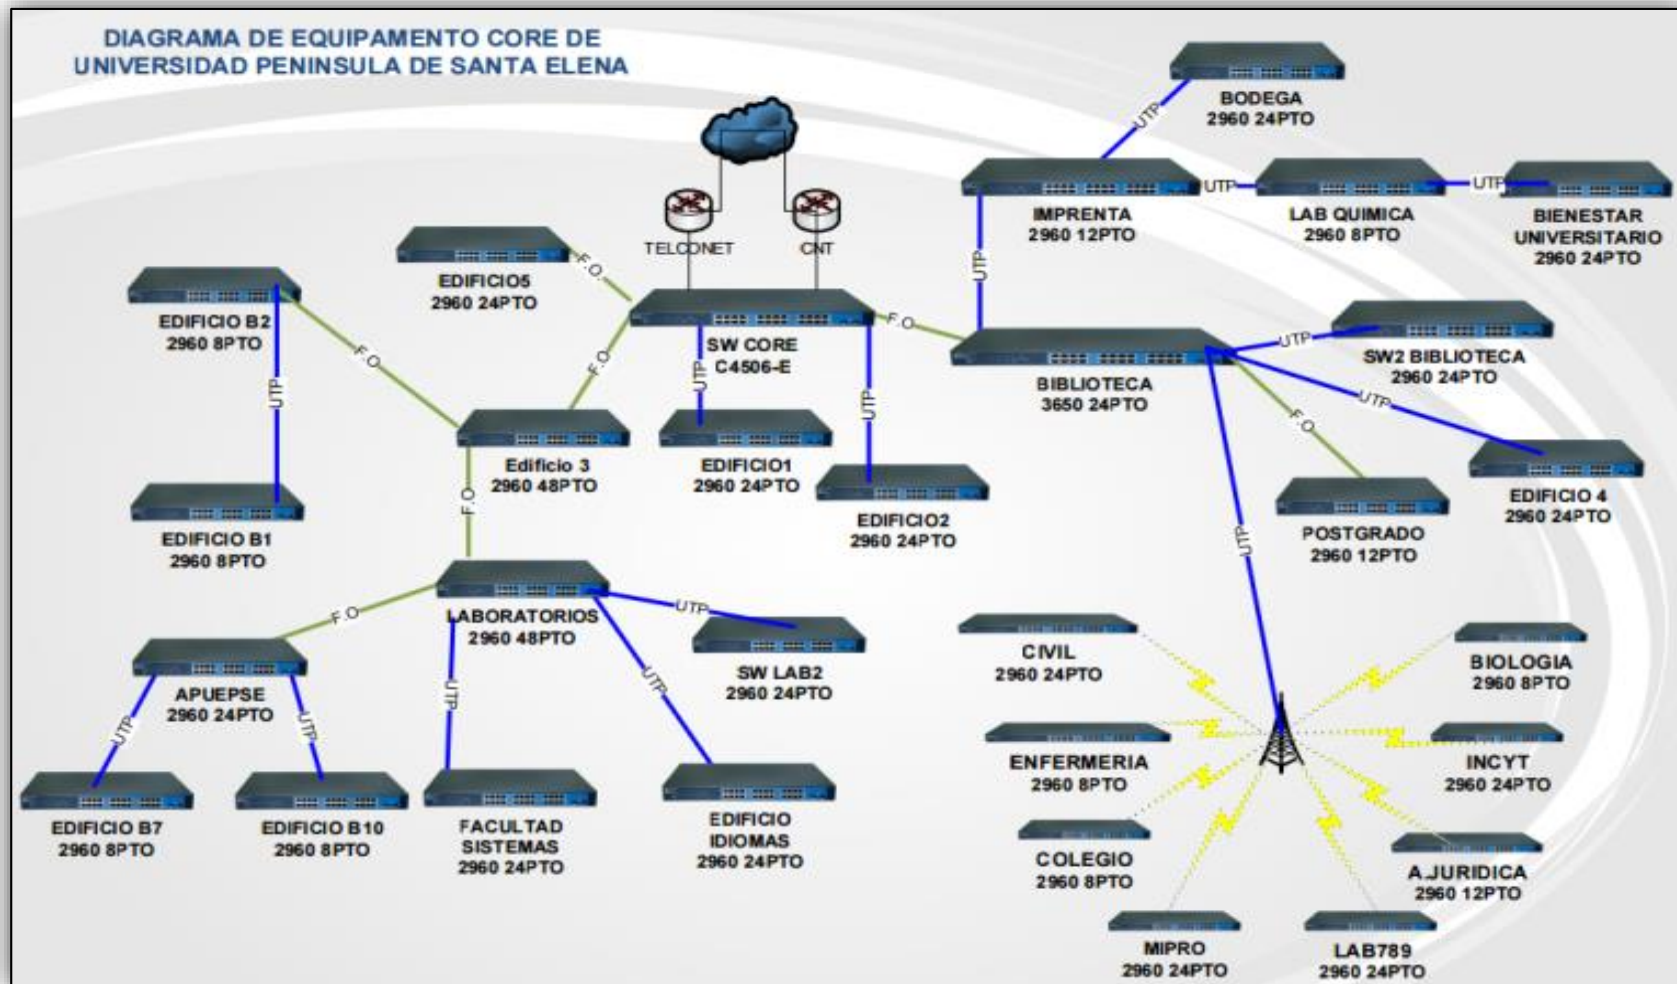 DIAGRAMA DE EQUIPAMENTO CORE DE
UNIVERSIDAD PENINSULA DE SANTA ELENA
BODEGA
2960 24PTO
UTP
IMPRENTA
2960 12PTO
UTP
LAB QUIMICA
2960 8PTO
UTP
BIENESTAR
UNIVERSITARIO
2960 24PTO
TELCONET
CNT
UTP
EDIFICIO5
2960 24PTO
F.O.
EDIFICIO B2
2960 8PTO
F.O
SW CORE
C4506-E
F.O
F.O
BIBLIOTECA
3650 24PTO
UTP
SW2 BIBLIOTECA
2960 24PTO
UTP
UTP
UTP
UTP
F.O
Edificio 3
2960 48PTO
EDIFICIO1
2960 24PTO
EDIFICIO2
2960 24PTO
EDIFICIO 4
2960 24PTO
POSTGRADO
2960 12PTO
EDIFICIO B1
2960 8PTO
F.O
UTP
LABORATORIOS
2960 48PTO
UTP
F.O
SW LAB2
2960 24PTO
CIVIL
2960 24PTO
BIOLOGIA
2960 8PTO
APUEPSE
2960 24PTO
UTP
UTP
UTP
UTP
ENFERMERIA
2960 8PTO
INCYT
2960 24PTO
EDIFICIO B7
2960 8PTO
EDIFICIO B10
2960 8PTO
FACULTAD
SISTEMAS
2960 24PTO
EDIFICIO
IDIOMAS
2960 24PTO
COLEGIO
2960 8PTO
A.JURIDICA
2960 12PTO
MIPRO
2960 24PTO
LAB789
2960 24PTO